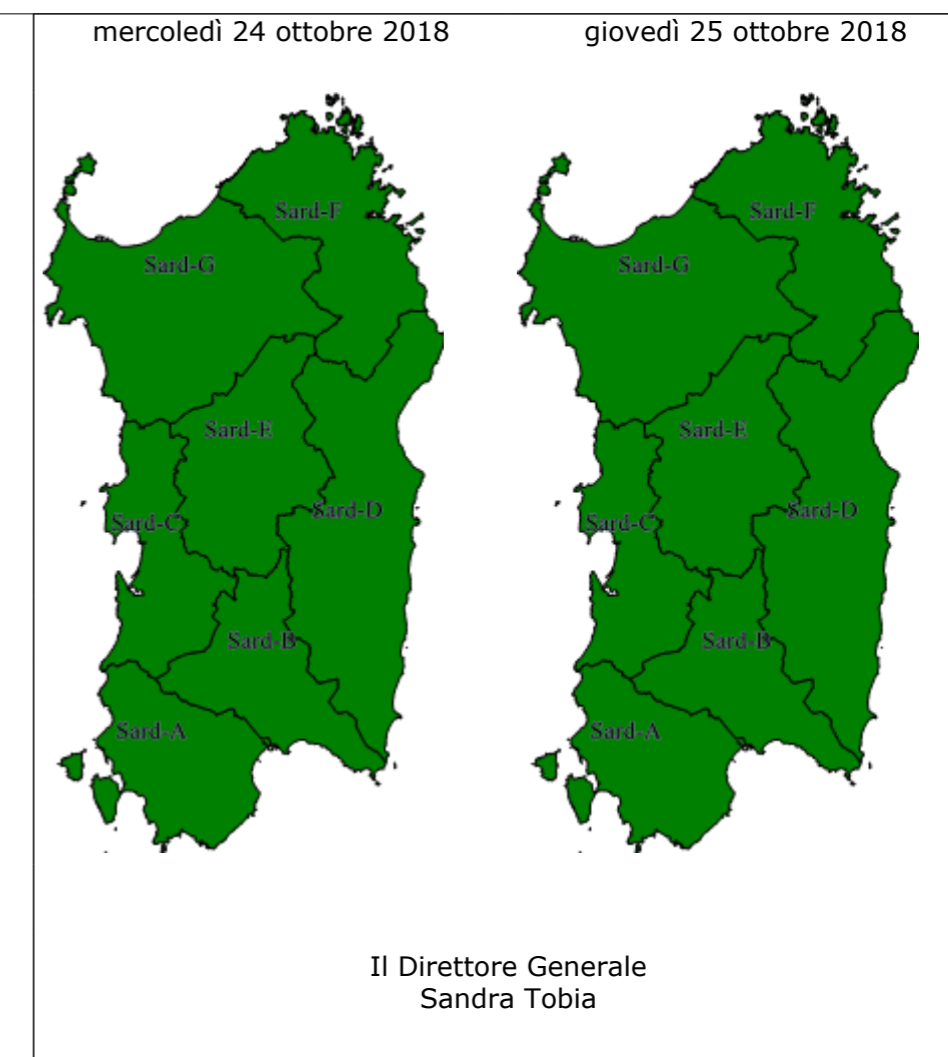 mercoledì 24 ottobre 2018
giovedì 25 ottobre 2018
Sard-F
Sard-G
Sard-E
Sard-C
Sard-D
Sard-B
Sard-A
Sard-F
Sard-G
Sard-E
Sard-C
Sard-D
Sard-B
Sard-A
Il Direttore Generale
Sandra Tobia